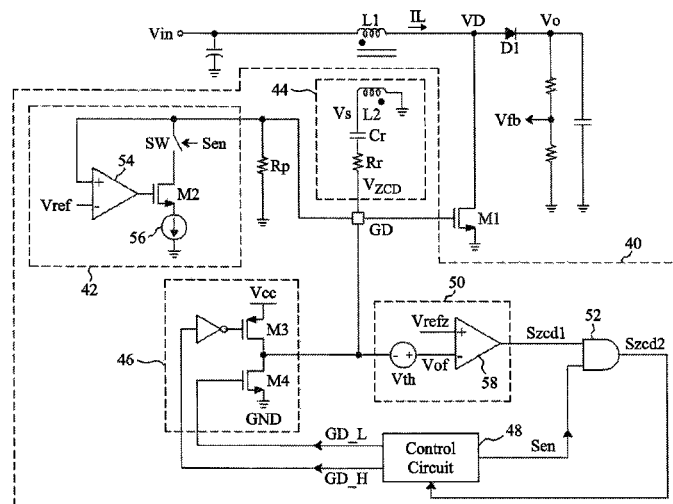 L1
IL
VD
Vo
Vin
D1
44
Vs
L2
Cr
Rr
VZCD
Vfb
SW
Sen
54
Vref
M2
Rp
56
GD
M1
42
40
Vcc
50
Vrefz
Szcd1
52
Szcd2
M3
46
M4
Vth
Vof
58
GND
GD_L
GD_H
Control
Circuit
48
Sen